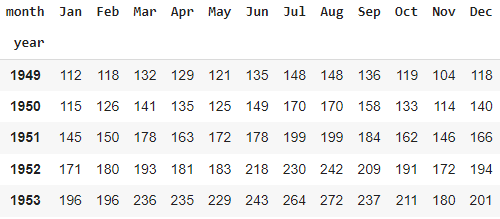 month Jan Feb Mar Apr May Jun Jul Aug Sep Oct Nov Dec
year
1949 112 118 132 129 121 135 148 148 136 119 104 118
1950 115 126 141 135 125 149 170 170 158 133 114 140
1951 145 150 178 163 172 178 199 199 184 162 146 166
1952 171 180 193 181 183 218 230 242 209 191 172 194
1953 196 196 236 235 229 243 264 272 237 211 180 201